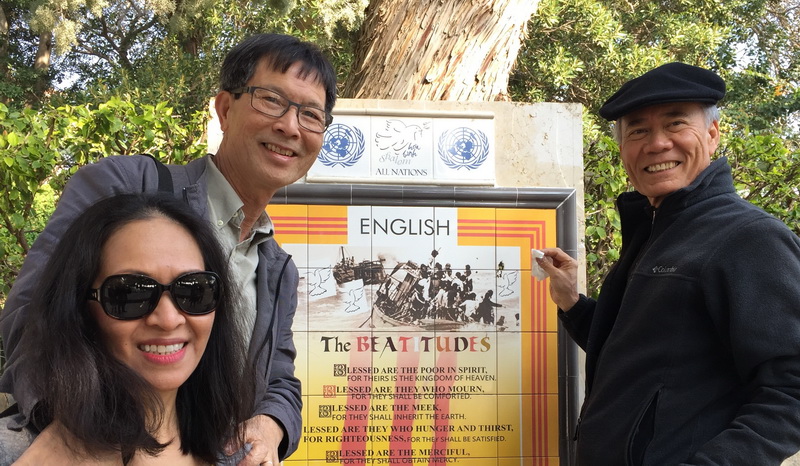 ALL NATIONS
ENGLISH
The BEATITUDES
BLESSED ARE THE POOR IN SPIRIT,
FOR THEIRS IS THE KINGDOM OF HEAVEN.
BLESSED ARE THEY WHO MOURN,
FOR THEY SHALL BE COMFORTED.
BLESSED ARE THE MEEK,
FOR THEY SHALL INHERIT THE EARTH.
BLESSED ARE THEY WHO HUNGER AND THIRST,
FOR RIGHTEOUSNESS, FOR THEY SHALL BE SATISFIED.
BLESSED ARE THE MERCIFUL,
FOR THEY SHALL OBTAIN MERCY.
Columbia